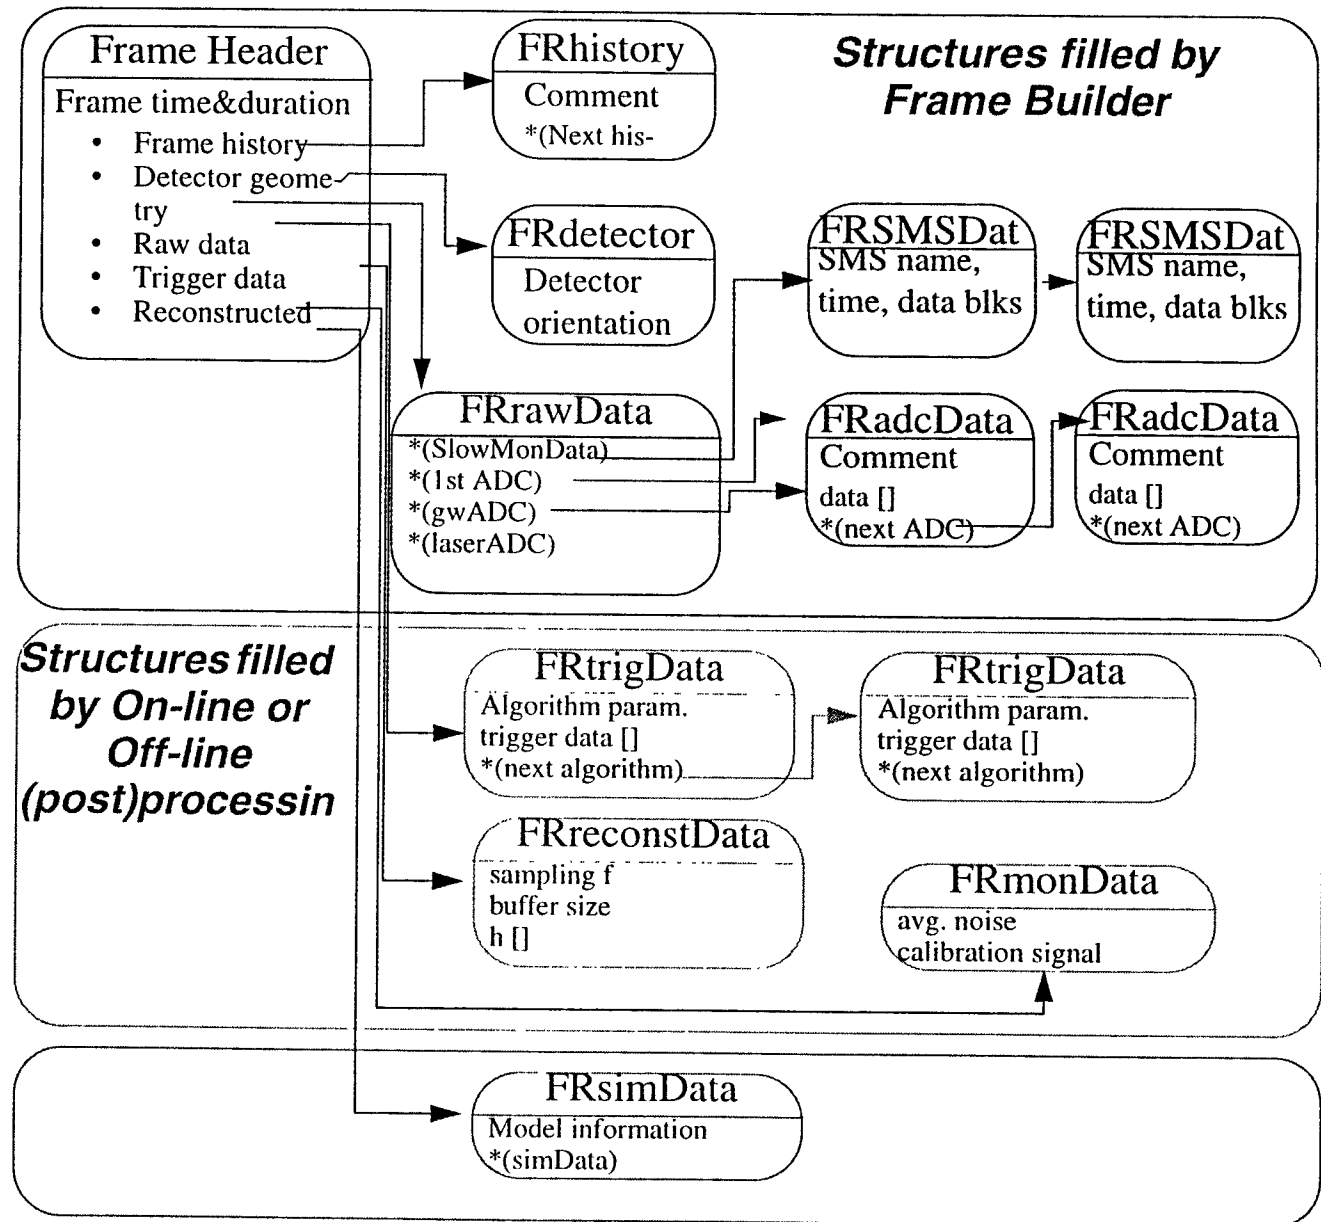 Frame Header
Frame time&duration
• Frame history
• Detector geome-
try
• Raw data
• Trigger data
• Reconstructed
FRhistory
Comment
*(Next his-
Structures filled by
Frame Builder
FRdetector
Detector
orientation
FRSMSDat
SMS name,
time, data blks
FRSMSDat
SMS name,
time, data blks
FRrawData
*(SlowMonData)
*(1st ADC)
*(gwADC)
*(laserADC)
FRadcData
Comment
data []
*(next ADC)
FRadcData
Comment
data []
*(next ADC)
Structures filled
by On-line or
Off-line
(post)processin
FRtrigData
Algorithm param.
trigger data []
*(next algorithm)
FRtrigData
Algorithm param.
trigger data []
*(next algorithm)
FRreconstData
sampling f
buffer size
h []
FRmonData
avg. noise
calibration signal
FRsimData
Model information
*(simData)